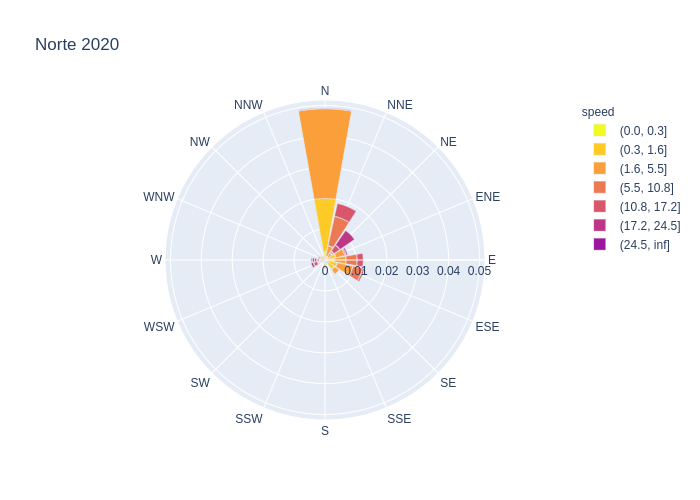 Norte 2020
N
NNW
NNE
NW
NE
WNW
ENE
W
E
0 0.01 0.02 0.03 0.04 0.05
WSW
ESE
SW
SE
SSW
SSE
S
speed
(0.0, 0.3]
(0.3, 1.6]
(1.6, 5.5]
(5.5, 10.8]
(10.8, 17.2]
(17.2, 24.5]
(24.5, inf]